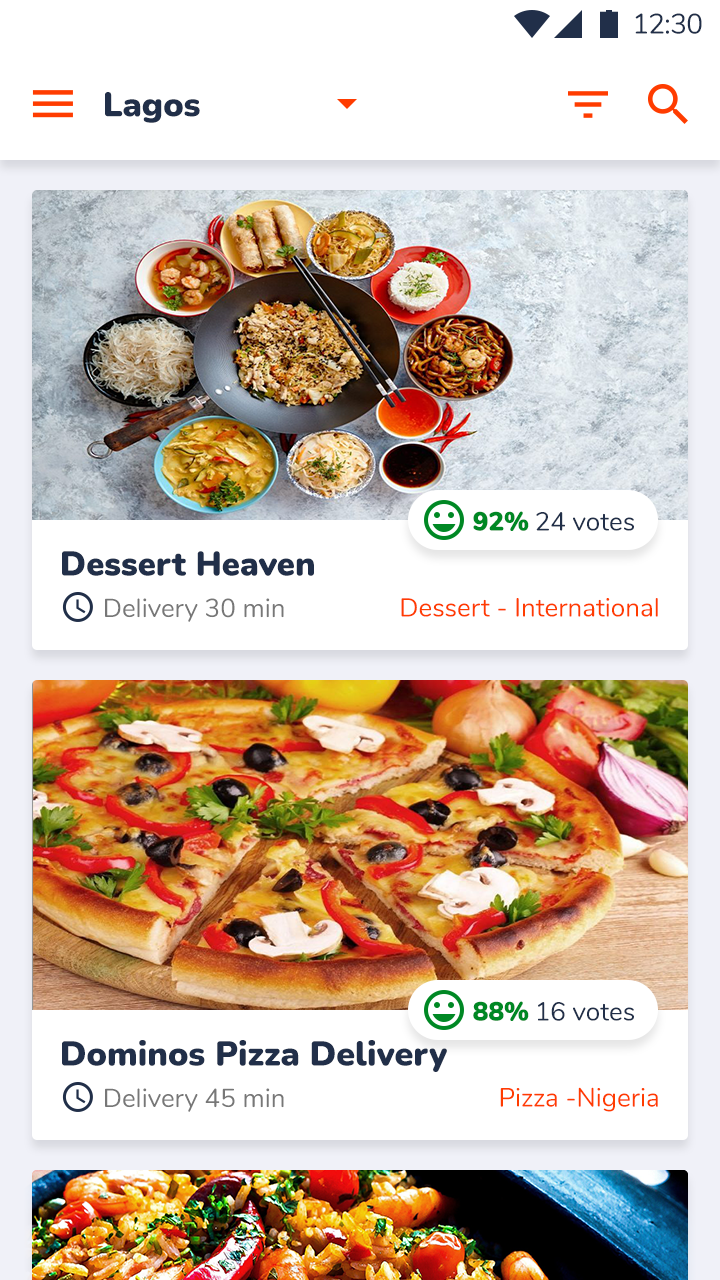 12:30
Lagos
92% 24 votes
Dessert Heaven
Delivery 30 min
Dessert - International
88% 16 votes
Dominos Pizza Delivery
Delivery 45 min
Pizza -Nigeria